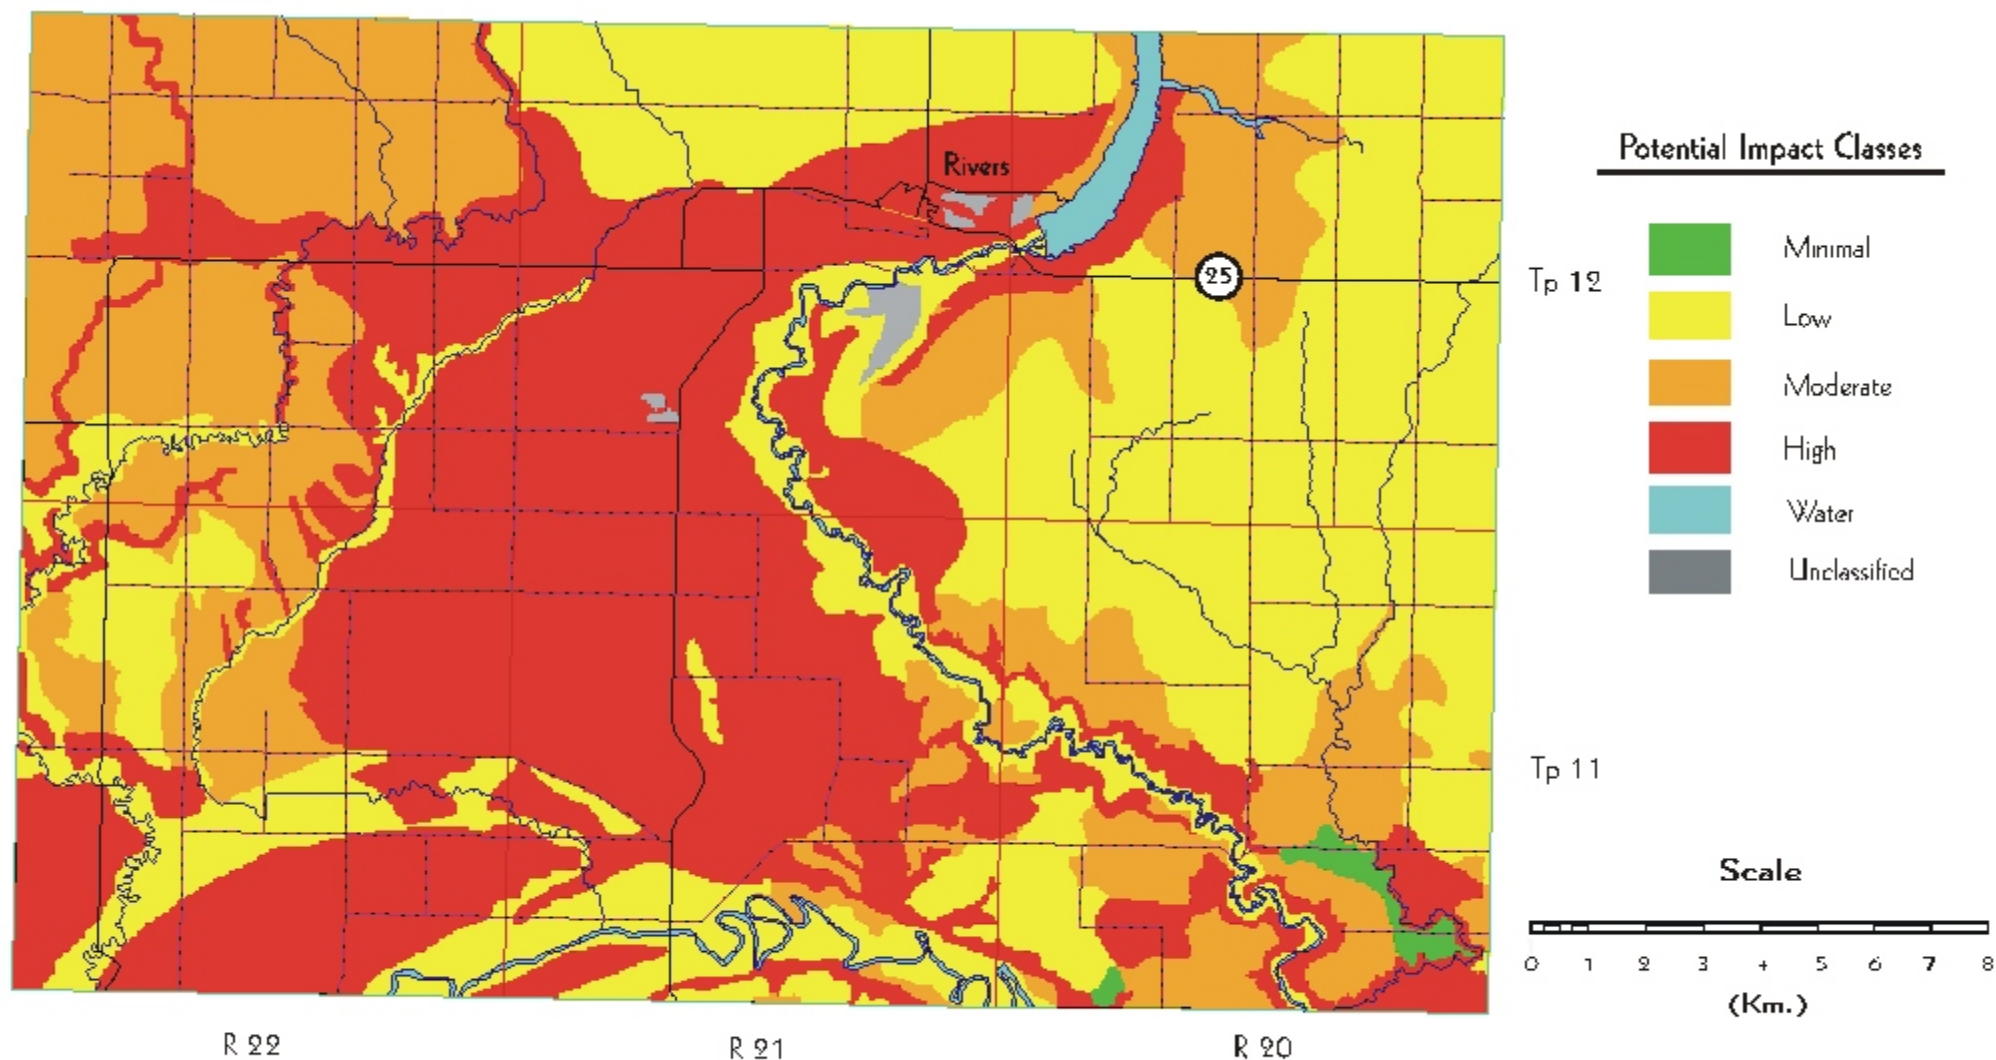 Rivers
25
Potential Impact Classes
Minimal
Low
Moderate
High
Water
Unclassified
Tp 12
Tp 11
Scale
0 1 2 3 4 5 6 7 8
(Km.)
R 22 R 21 R 20